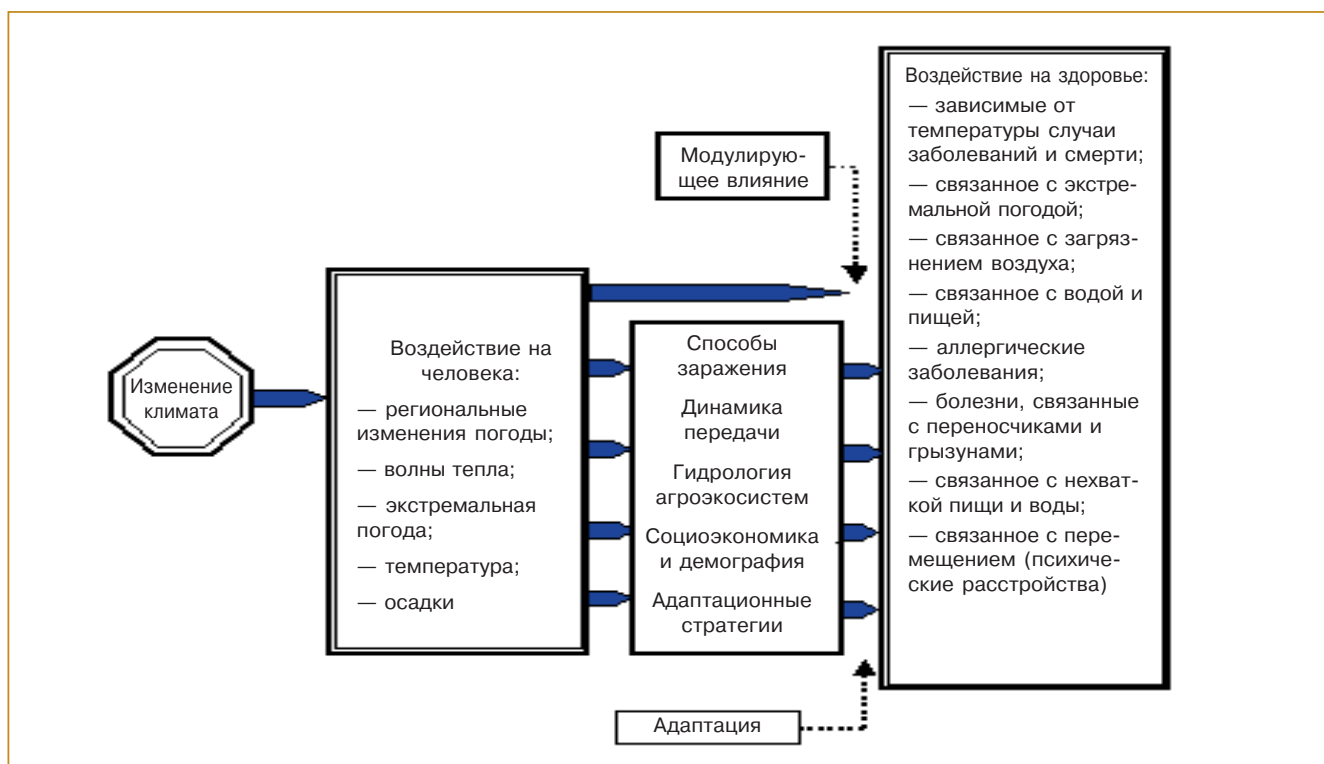 Изменение
климата
Воздействие на
человека:
— региональные
изменения погоды;
— волны тепла;
— экстремальная
погода;
— температура;
— осадки
Модулирую-
щее влияние
Способы
заражения
Динамика
передачи
Гидрология
агроэкосистем
Социоэкономика
и демография
Адаптационные
стратегии
Адаптация
Воздействие на здоровье:
— зависимые от
температуры случаи
заболеваний и смерти;
— связанное с экстре-
мальной погодой;
— связанное с загряз-
нением воздуха;
— связанное с водой и
пищей;
— аллергические
заболевания;
— болезни, связанные
с переносчиками и
грызунами;
— связанное с нехват-
кой пищи и воды;
— связанное с пере-
мещением (психиче-
ские расстройства)